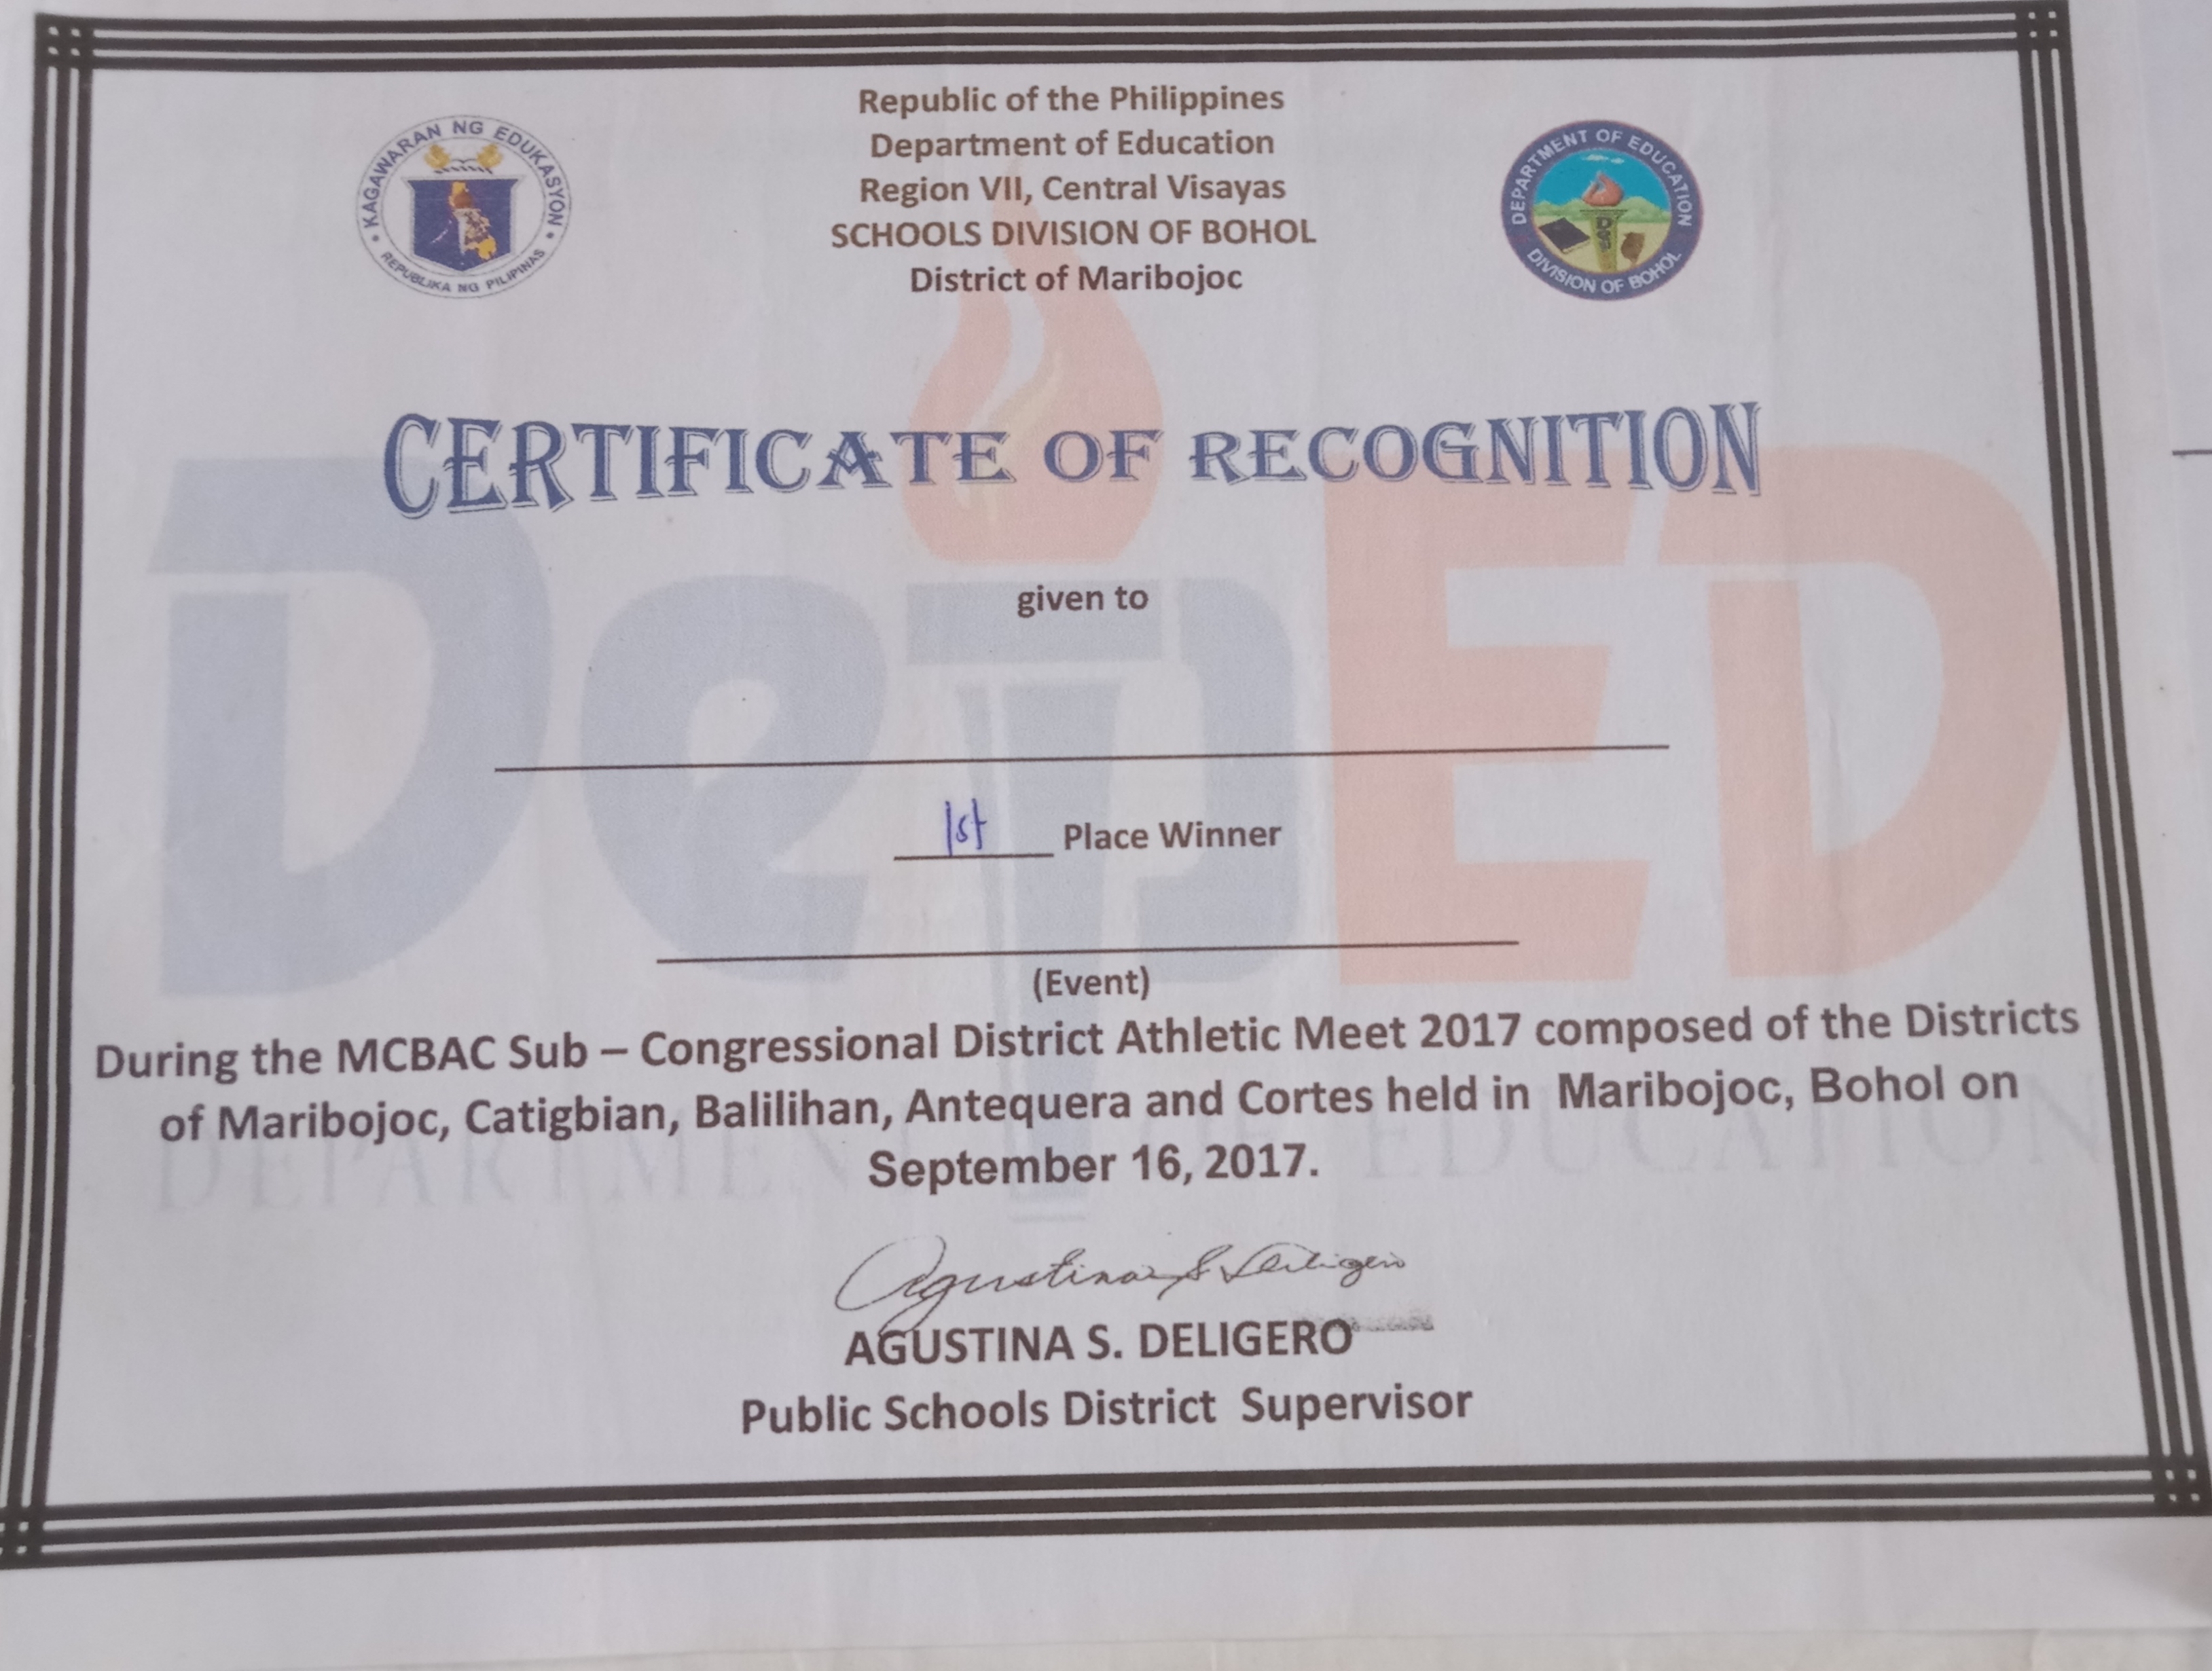 Republic of the Philippines
Department of Education
Region VII, Central Visayas
SCHOOLS DIVISION OF BOHOL
District of Maribojoc
KAGAWARAN NG EDUKASYON
REPUBLIKA NG PILIPINAS
DEPARTMENT OF EDUCATION
DIVISION OF BOHOL
CERTIFICATE OF RECOGNITION
given to
1st Place Winner
(Event)
During the MCBAC Sub – Congressional District Athletic Meet 2017 composed of the Districts
of Maribojoc, Catigbian, Balilihan, Antequera and Cortes held in Maribojoc, Bohol on
September 16, 2017.
DepED
DEPARTMENT OF EDUCATION
Agustina S Deligero
AGUSTINA S. DELIGERO
Public Schools District Supervisor